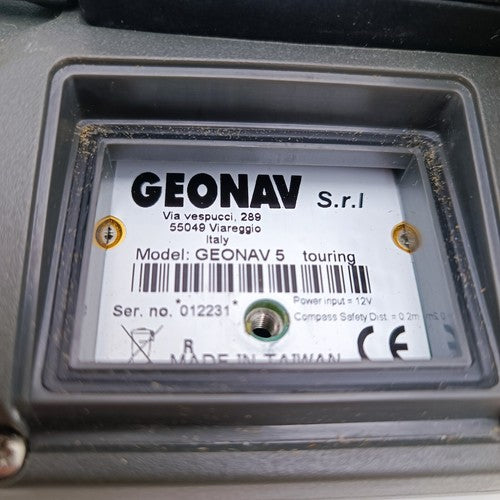 GEONAV S.r.l
Via vespucci, 289
55049 Viareggio
Italy
Model: GEONAV 5 touring
Ser. no. *012231*
Power input = 12V
Compass Safety Dist. = 0.2m
R
MADE IN TAIWAN
CE